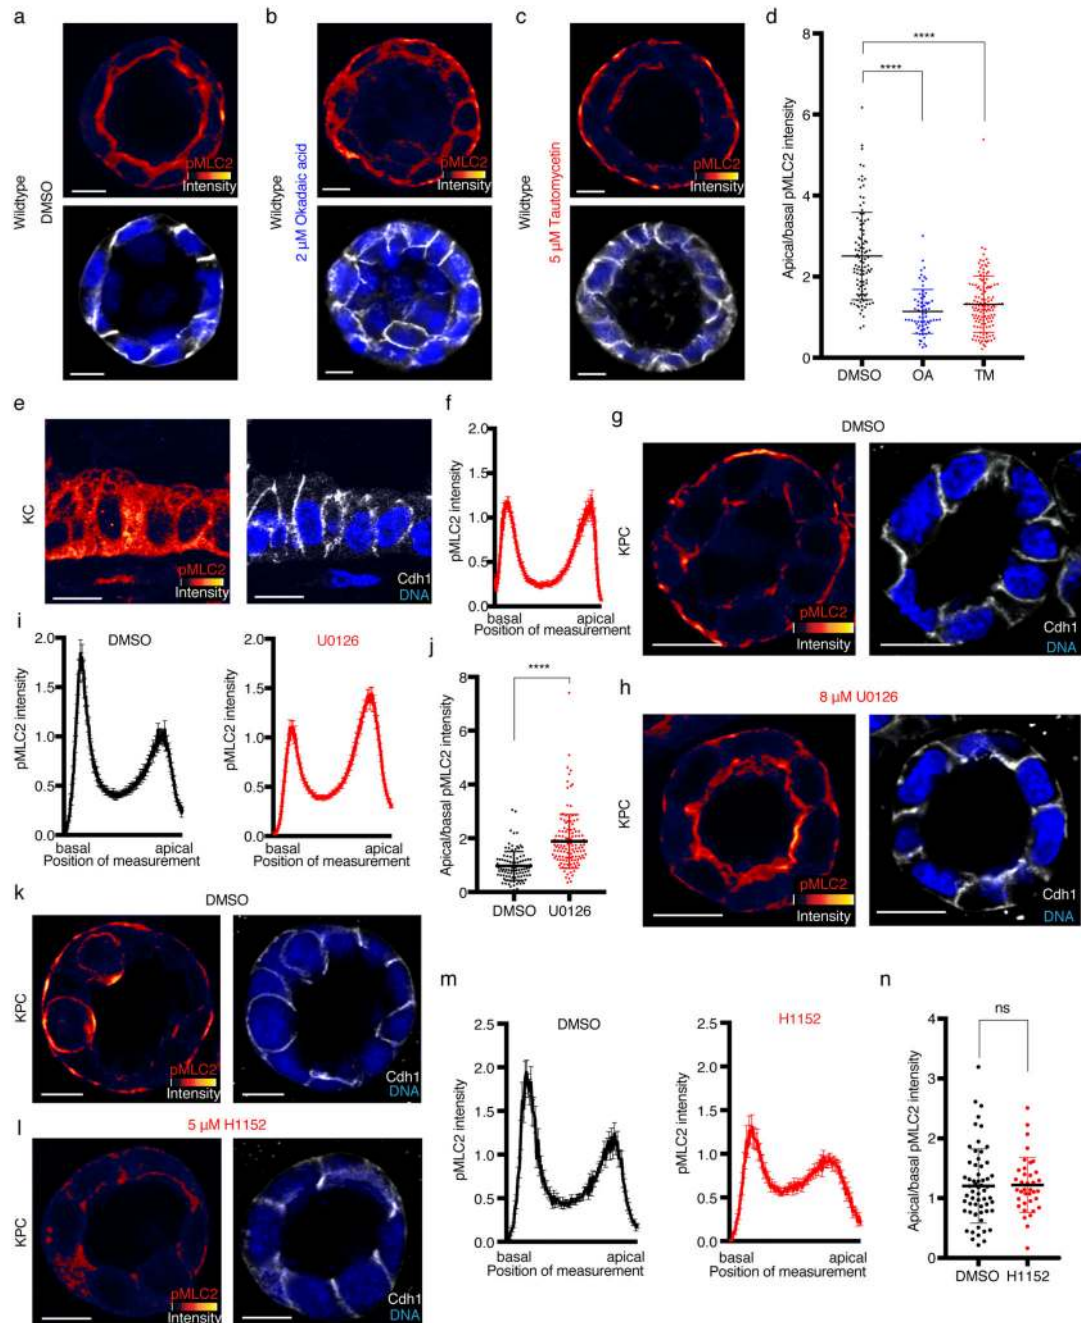 a
Wildtype
DMSO
pMLC2
Intensity
b
2 µM Okadaic acid
pMLC2
Intensity
c
Wildtype
5 µM Tautomycetin
pMLC2
Intensity
Wildtype
d
Apical/basal pMLC2 intensity
8
6
4
2
0
****
****
DMSO
OA
TM
e
KC
pMLC2
Intensity
Cdh1
DNA
f
pMLC2 intensity
2.0
1.5
1.0
0.5
0.0
basal
apical
Position of measurement
g
DMSO
KPC
pMLC2
Intensity
Cdh1
DNA
h
8 µM U0126
KPC
pMLC2
Intensity
Cdh1
DNA
i
DMSO
pMLC2 intensity
2.0
1.5
1.0
0.5
0.0
basal
apical
Position of measurement
U0126
pMLC2 intensity
2.0
1.5
1.0
0.5
0.0
basal
apical
Position of measurement
j
Apical/basal pMLC2 intensity
8
6
4
2
0
****
DMSO
U0126
k
DMSO
KPC
pMLC2
Intensity
Cdh1
DNA
l
5 µM H1152
KPC
pMLC2
Intensity
Cdh1
DNA
m
DMSO
pMLC2 intensity
2.5
2.0
1.5
1.0
0.5
0.0
basal
apical
Position of measurement
H1152
pMLC2 intensity
2.5
2.0
1.5
1.0
0.5
0.0
basal
apical
Position of measurement
n
Apical/basal pMLC2 intensity
4
3
2
1
0
ns
DMSO
H1152